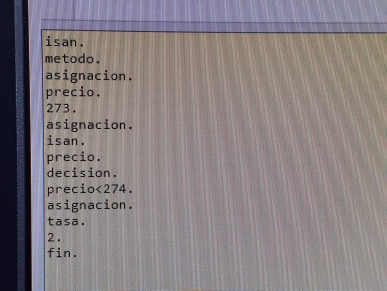 isan.
metodo.
asignacion.
precio.
273.
asignacion.
isan.
precio.
decision.
precio<274.
asignacion.
tasa.
2.
fin.